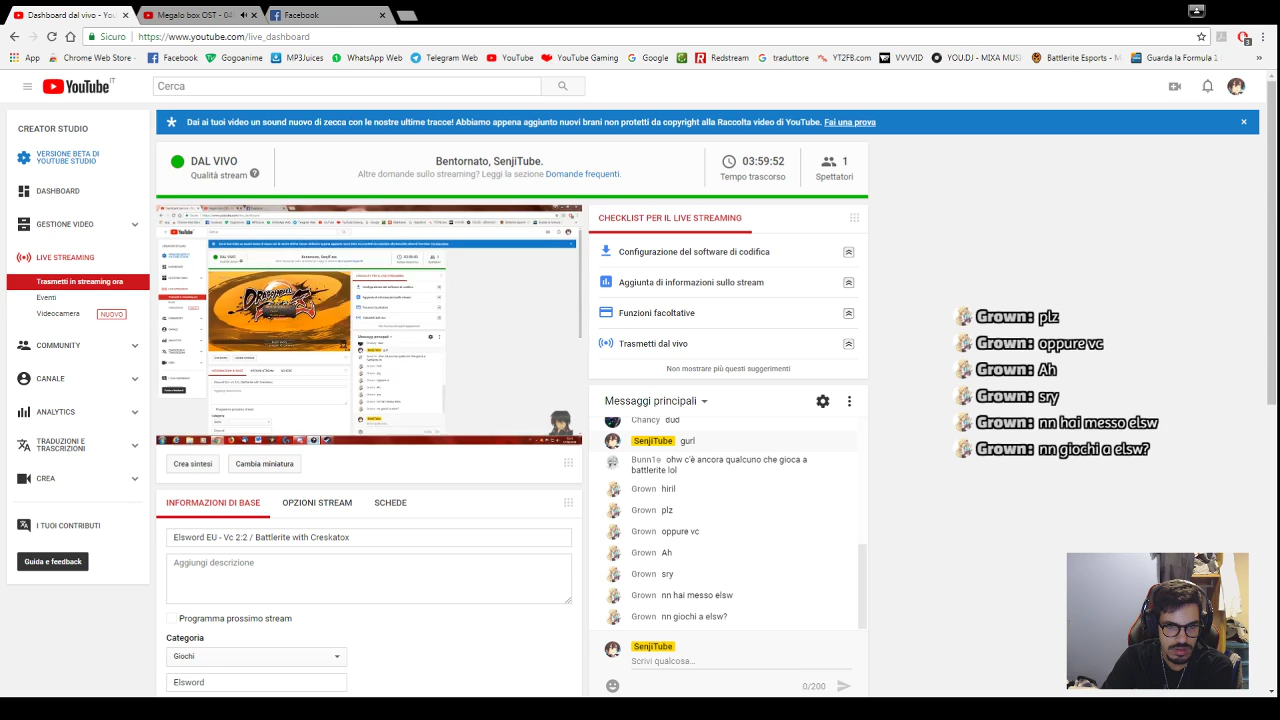 Dashboard dal vivo - You
Megalo box OST - 04
Facebook
Sicuro
https://www.youtube.com/live_dashboard
App
Chrome Web Store -
Facebook
Gogoanime
MP3Juices
WhatsApp Web
Telegram Web
YouTube
YouTube Gaming
Google
Redstream
traduttore
YT2FB.com
VVVVID
YOU.DJ - MIXA MUSI
Battlerite Esports - M
Guarda la Formula 1
YouTube IT
Cerca
CREATOR STUDIO
VERSIONE BETA DI
YOUTUBE STUDIO
DASHBOARD
GESTIONE VIDEO
LIVE STREAMING
Trasmetti in streaming ora
Eventi
Videocamera NUOVO
COMMUNITY
CANALE
ANALYTICS
TRADUZIONI E
TRASCRIZIONI
CREA
I TUOI CONTRIBUTI
Guida e feedback
Dai ai tuoi video un sound nuovo di zecca con le nostre ultime tracce! Abbiamo appena aggiunto nuovi brani non protetti da copyright alla Raccolta video di YouTube. Fai una prova
DAL VIVO
Qualità stream
Bentornato, SenjiTube.
Altre domande sullo streaming? Leggi la sezione Domande frequenti.
03:59:52
Tempo trascorso
1
Spettatori
Crea sintesi
Cambia miniatura
INFORMAZIONI DI BASE
OPZIONI STREAM
SCHEDE
Elsword EU - Vc 2:2 / Battlerite with Creskatox
Aggiungi descrizione
Programma prossimo stream
Categoria
Giochi
Elsword
CHECKLIST PER IL LIVE STREAMING
Configurazione del software di codifica
Aggiunta di informazioni sullo stream
Funzioni facoltative
Trasmetti dal vivo
Non mostrare più questi suggerimenti
Messaggi principali
Chancy dud
SenjiTube gurl
Bunn1e ohw c'è ancora qualcuno che gioca a
battlerite lol
Grown hiril
Grown plz
Grown oppure vc
Grown Ah
Grown sry
Grown nn hai messo elsw
Grown nn giochi a elsw?
SenjiTube
Scrivi qualcosa...
0/200
Grown: plz
Grown: oppure vc
Grown: Ah
Grown: sry
Grown: nn hai messo elsw
Grown: nn giochi a elsw?